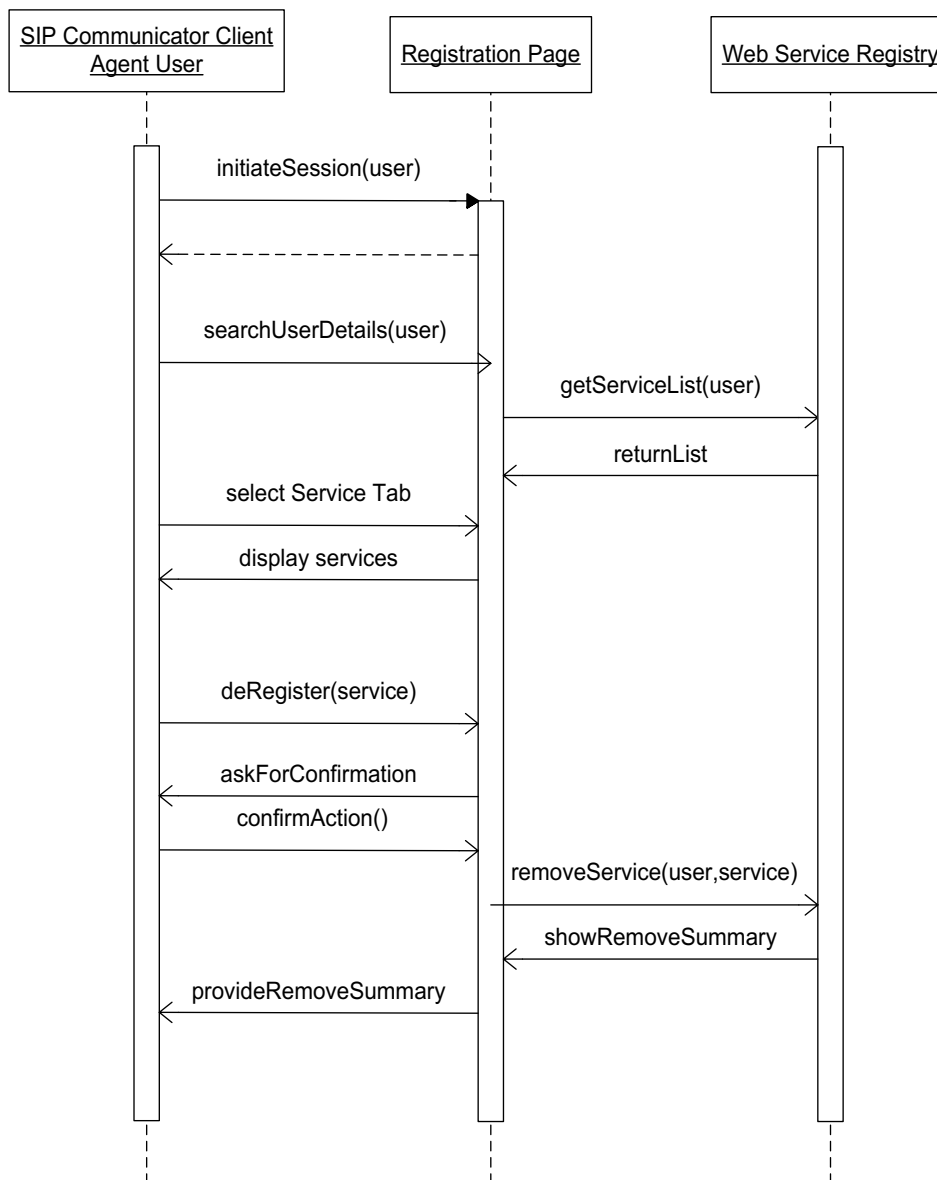 SIP Communicator Client
Agent User
Registration Page
Web Service Registry
initiateSession(user)
searchUserDetails(user)
getServiceList(user)
returnList
select Service Tab
display services
deRegister(service)
askForConfirmation
confirmAction()
removeService(user,service)
showRemoveSummary
provideRemoveSummary